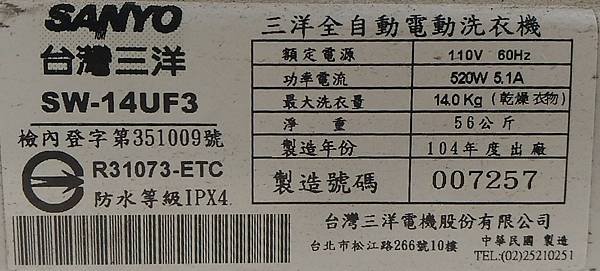 SANYO
台灣三洋
SW-14UF3
檢內登字第351009號
R31073-ETC
防水等級IPX4
三洋全自動電動洗衣機
額定電源 110V 60Hz
功率電流 520W 5.1A
最大洗衣量 14.0Kg (乾燥衣物)
淨重 56公斤
製造年份 104年度出廠
製造號碼 007257
台灣三洋電機股份有限公司
台北市松江路266號10樓
中華民國 製造
TEL:(02)25210251